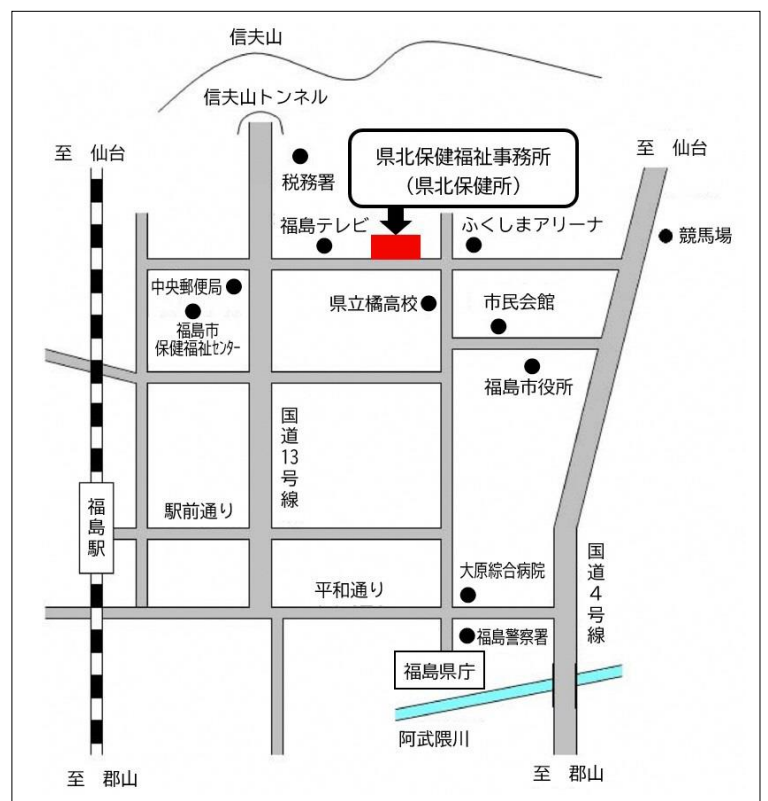 信夫山
信夫山トンネル
至 仙台
税務署
県北保健福祉事務所
（県北保健所）
至 仙台
福島テレビ
ふくしまアリーナ
競馬場
中央郵便局
福島市
保健福祉センター
県立橘高校
市民会館
福島市役所
国道13号線
駅前通り
福島駅
平和通り
大原綜合病院
国道4号線
福島警察署
福島県庁
阿武隈川
至 郡山
至 郡山